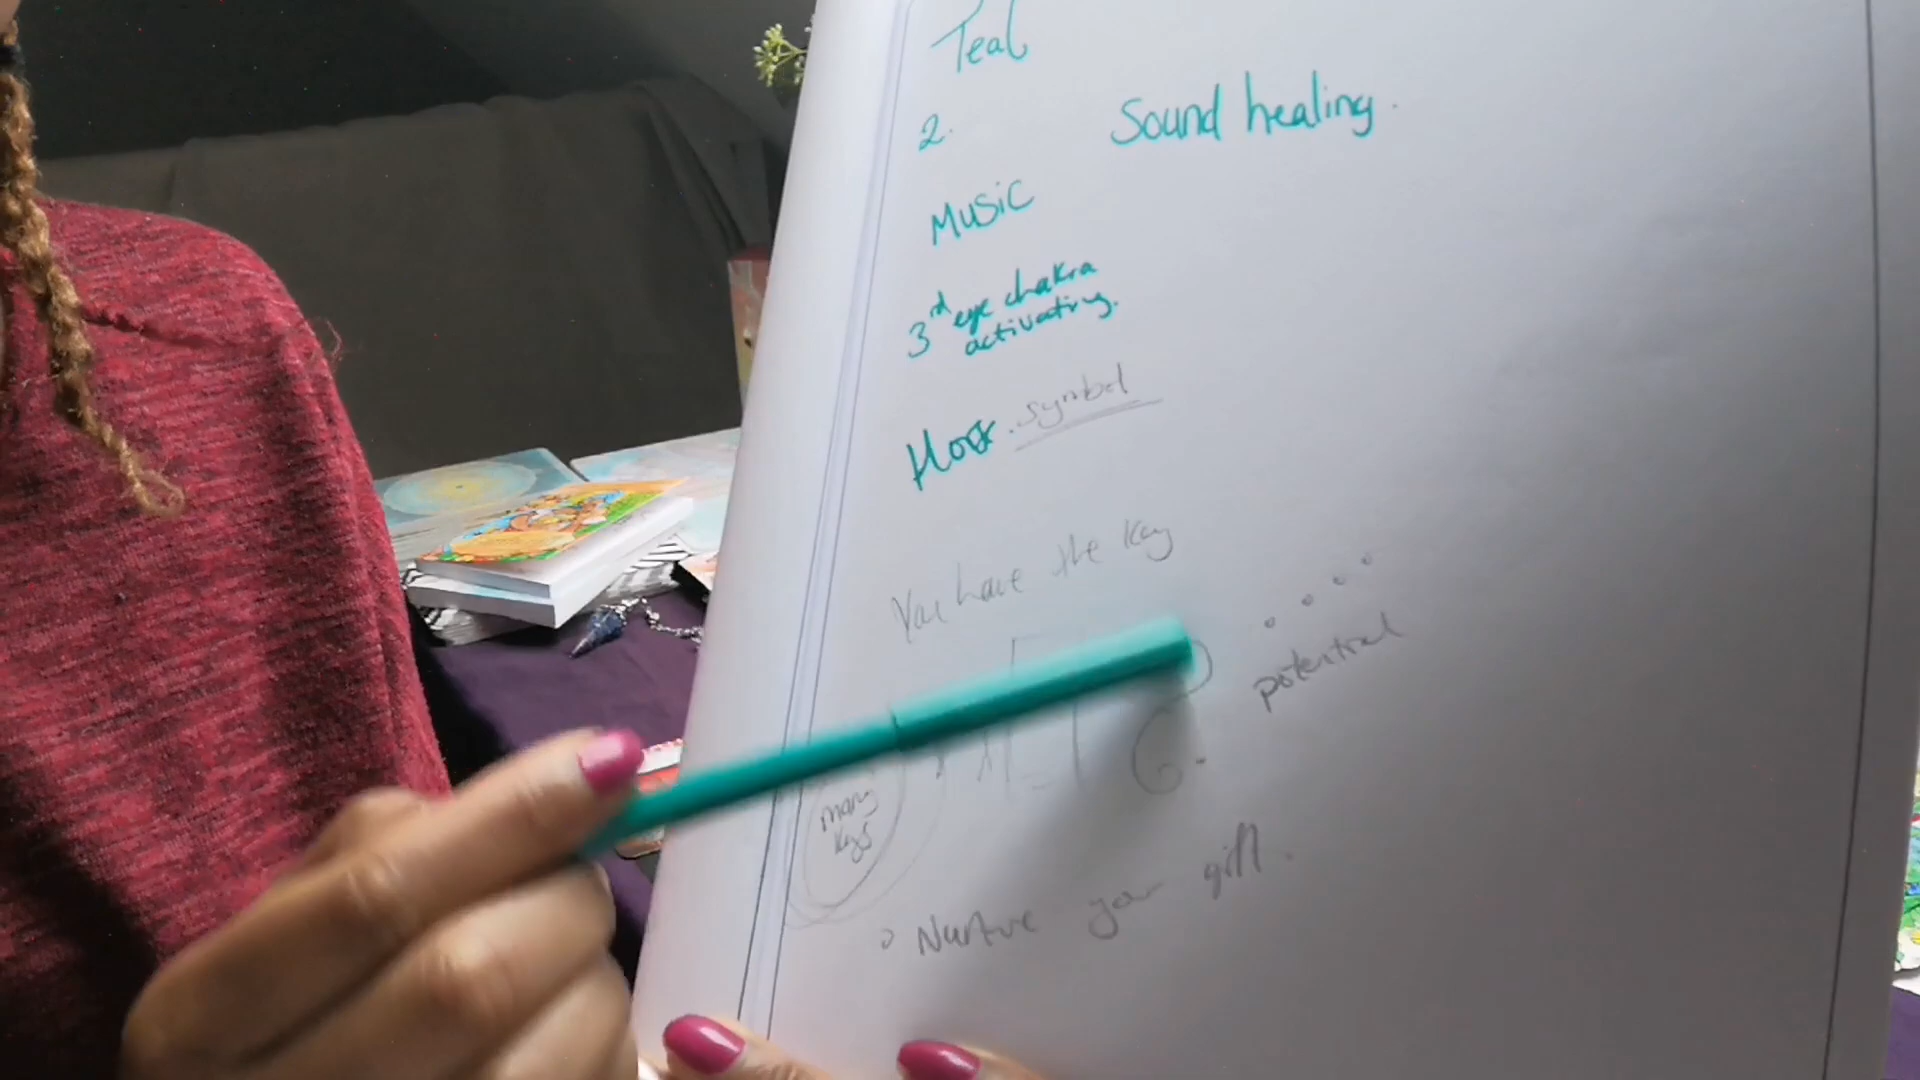 Teal
2.
Sound healing.
MUSIC
3rd eye chakra
activating.
symbol
You have the key
potential
many
keys
Nurture your gift.